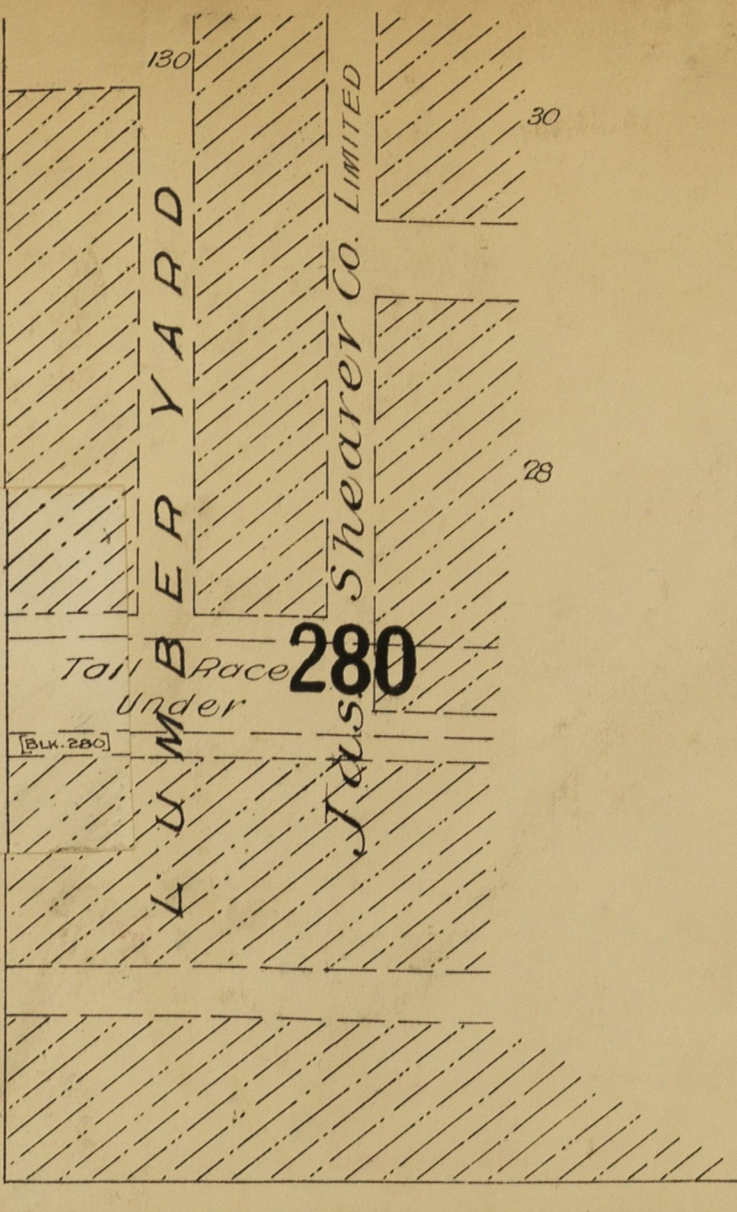 130
30
28
LUMBER YARD
Jas. Shearer Co. LIMITED
280
Tail Race
Under
[BLK. 280]